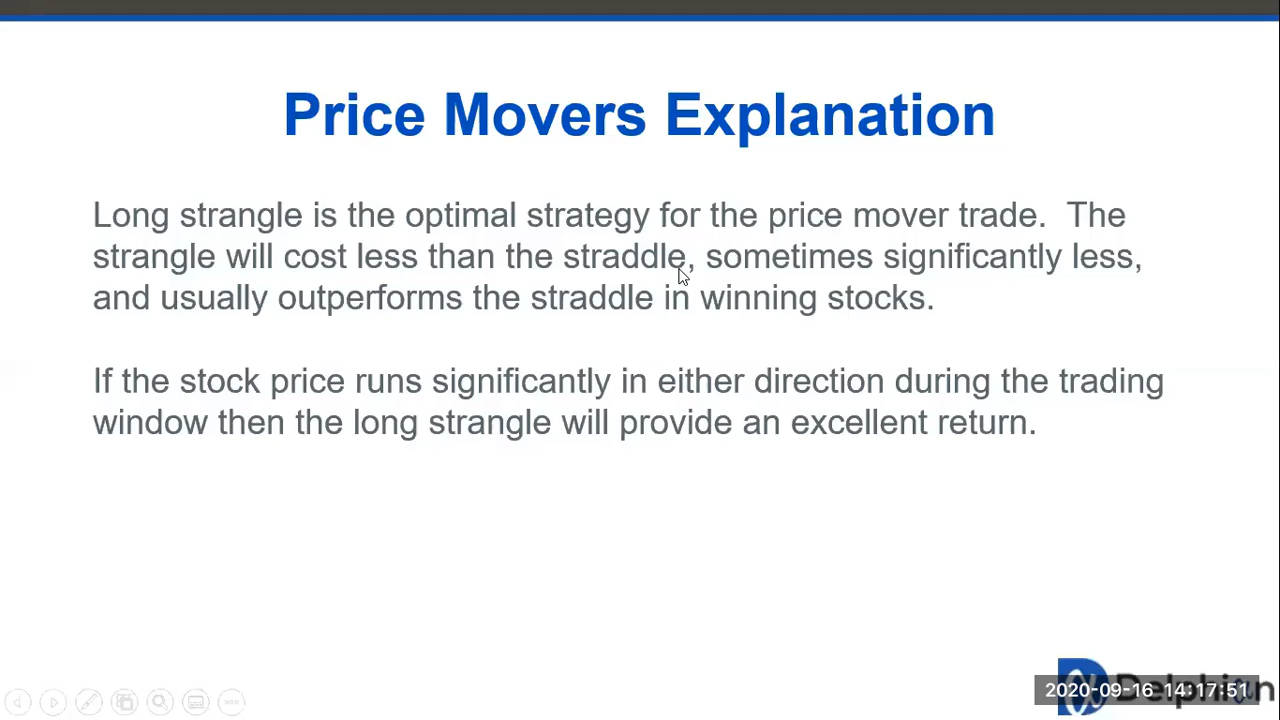 Price Movers Explanation
Long strangle is the optimal strategy for the price mover trade.  The
strangle will cost less than the straddle, sometimes significantly less,
and usually outperforms the straddle in winning stocks.
If the stock price runs significantly in either direction during the trading
window then the long strangle will provide an excellent return.
2020-09-16 14:17:51